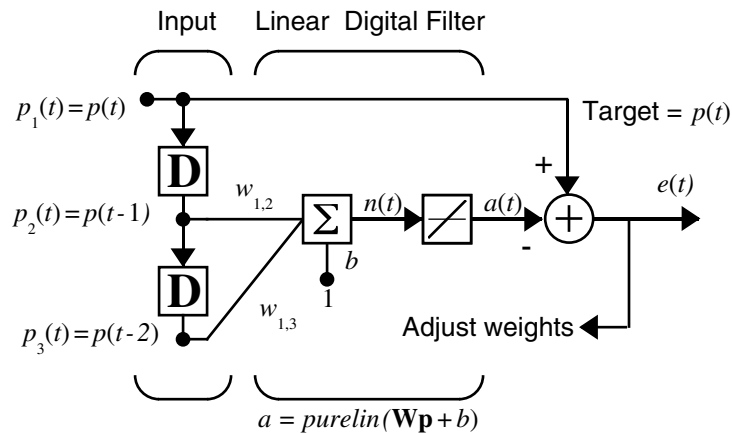 Input Linear Digital Filter
p₁(t) = p(t)
Target = p(t)
D
+
e(t)
w₁,₂
n(t)
a(t)
p₂(t) = p(t-1)
Σ
+
-
b
D
1
w₁,₃
p₃(t) = p(t-2)
Adjust weights
a = purelin(Wp + b)